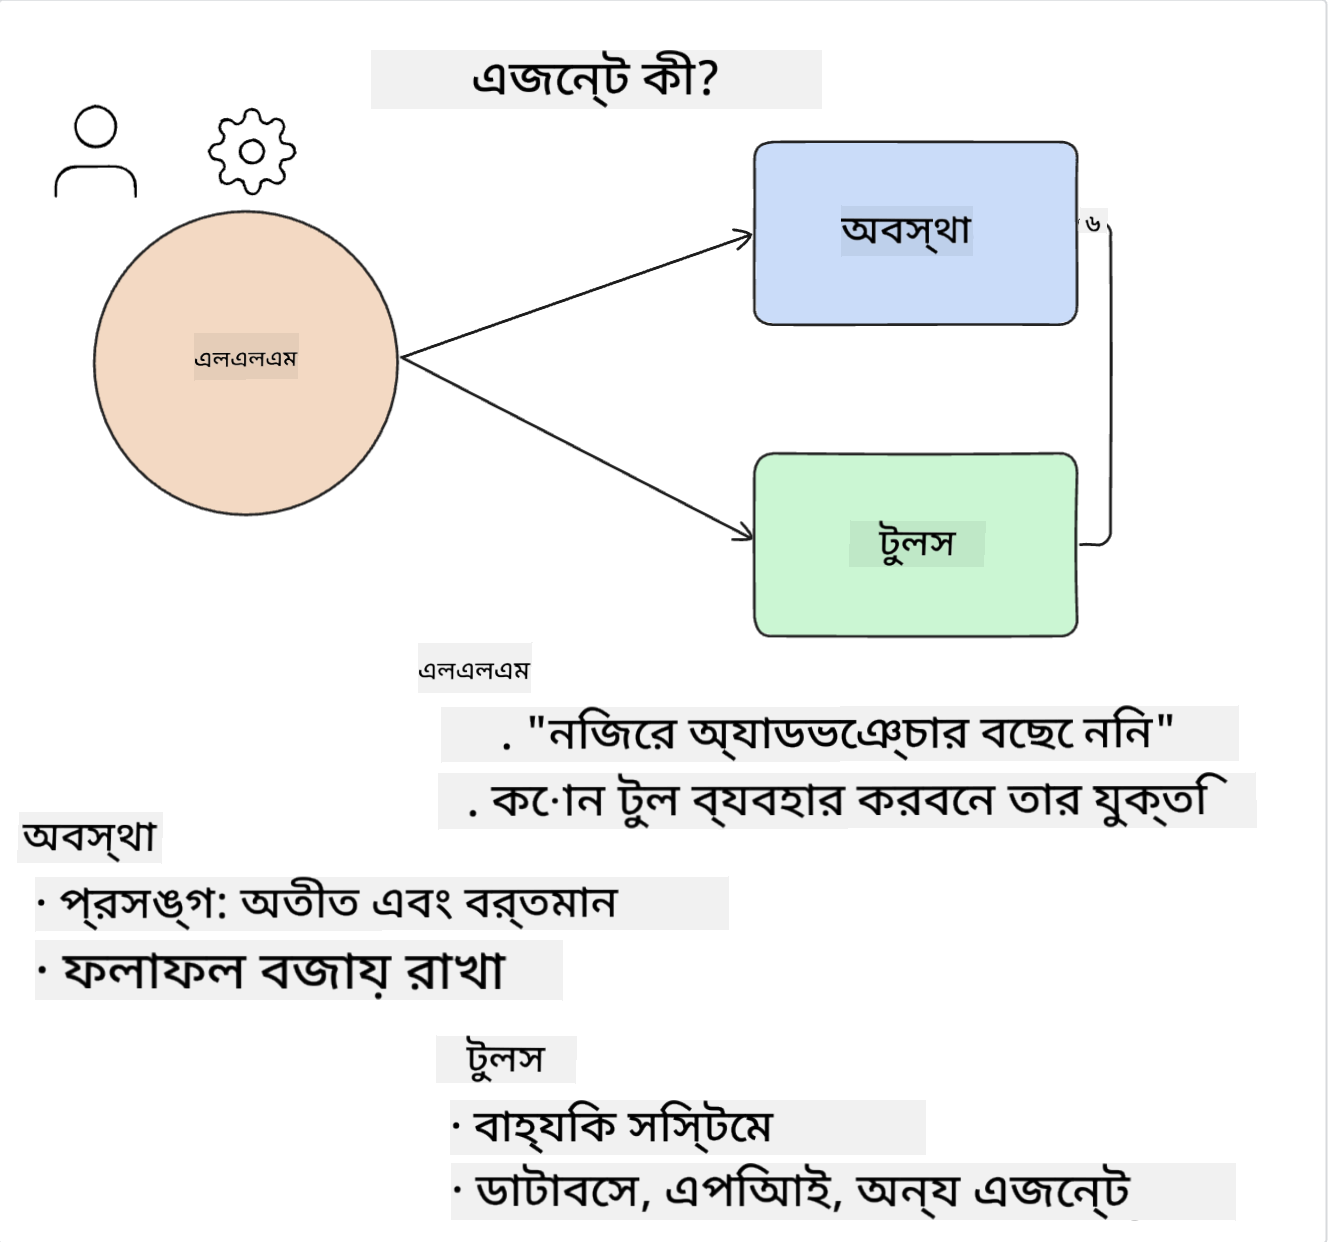 এজেন্ট কী?
অবস্থা
৬
এলএলএম
টুলস
এলএলএম
. "নিজের অ্যাডভেঞ্চার বেছে নিন"
. কোন টুল ব্যবহার করবেন তার যুক্তি
অবস্থা
· প্রসঙ্গ: অতীত এবং বর্তমান
· ফলাফল বজায় রাখা
টুলস
· বাহ্যিক সিস্টেম
· ডাটাবেস, এপিআই, অন্য এজেন্ট